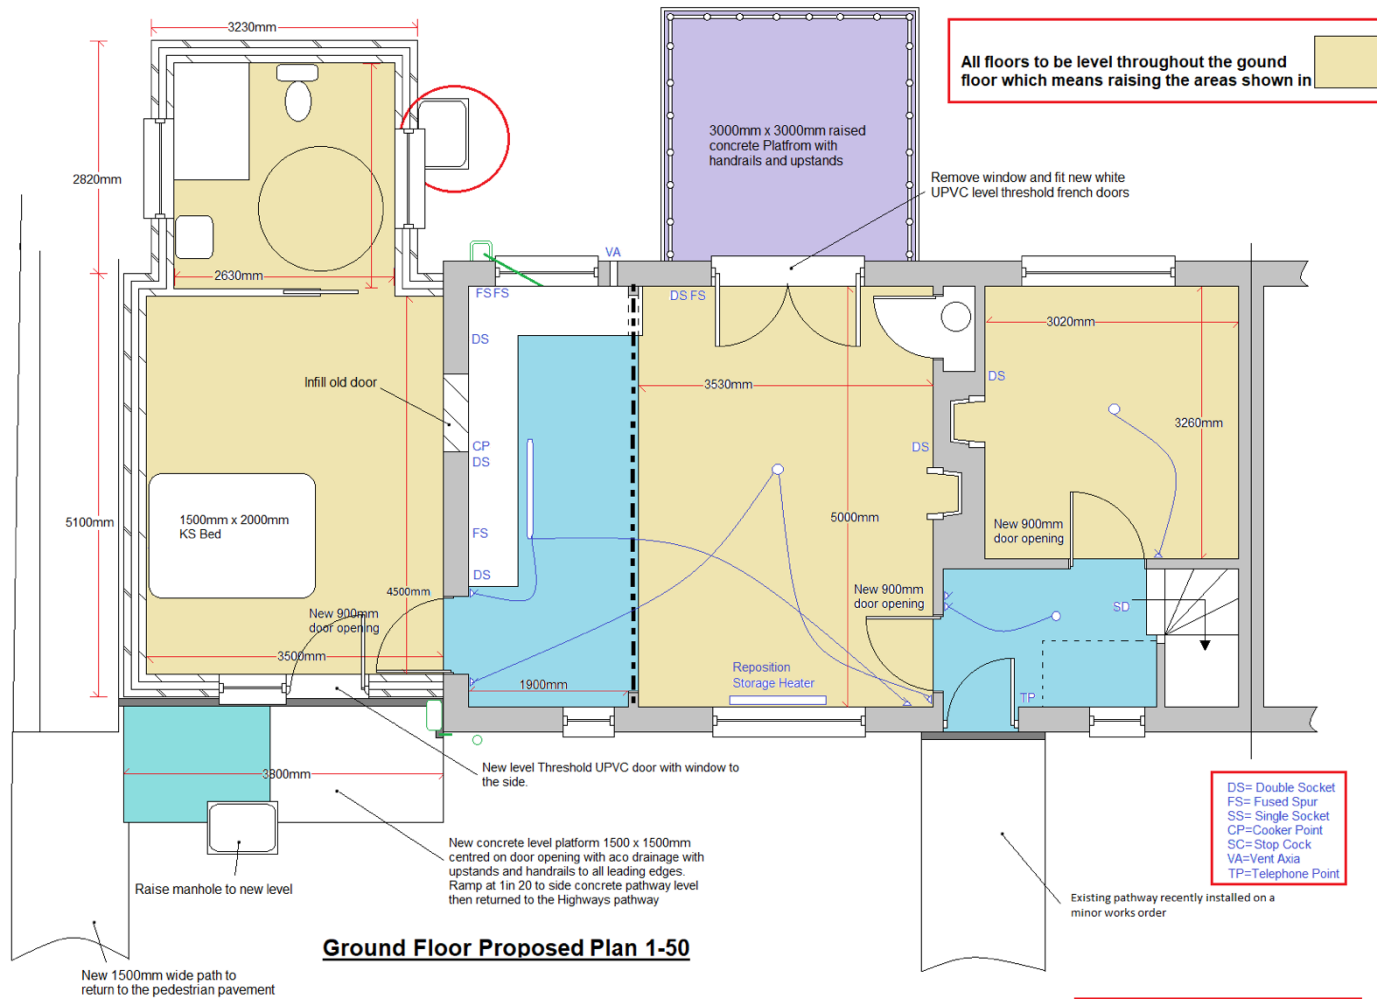 3230mm
All floors to be level throughout the gound
floor which means raising the areas shown in
3000mm x 3000mm raised
concrete Platfrom with
handrails and upstands
Remove window and fit new white
UPVC level threshold french doors
2820mm
VA
2630mm
FS FS
DS FS
3020mm
DS
Infill old door
3530mm
DS
3260mm
CP
DS
DS
1500mm x 2000mm
KS Bed
5100mm
5000mm
FS
New 900mm
door opening
DS
4500mm
New 900mm
door opening
New 900mm
door opening
SD
3500mm
1900mm
Reposition
Storage Heater
TP
3800mm
New level Threshold UPVC door with window to
the side.
DS= Double Socket
FS= Fused Spur
SS= Single Socket
CP=Cooker Point
SC=Stop Cock
VA=Vent Axia
TP=Telephone Point
New concrete level platform 1500 x 1500mm
centred on door opening with aco drainage with
upstands and handrails to all leading edges.
Ramp at 1in 20 to side concrete pathway level
then returned to the Highways pathway
Raise manhole to new level
Existing pathway recently installed on a
minor works order
Ground Floor Proposed Plan 1-50
New 1500mm wide path to
return to the pedestrian pavement